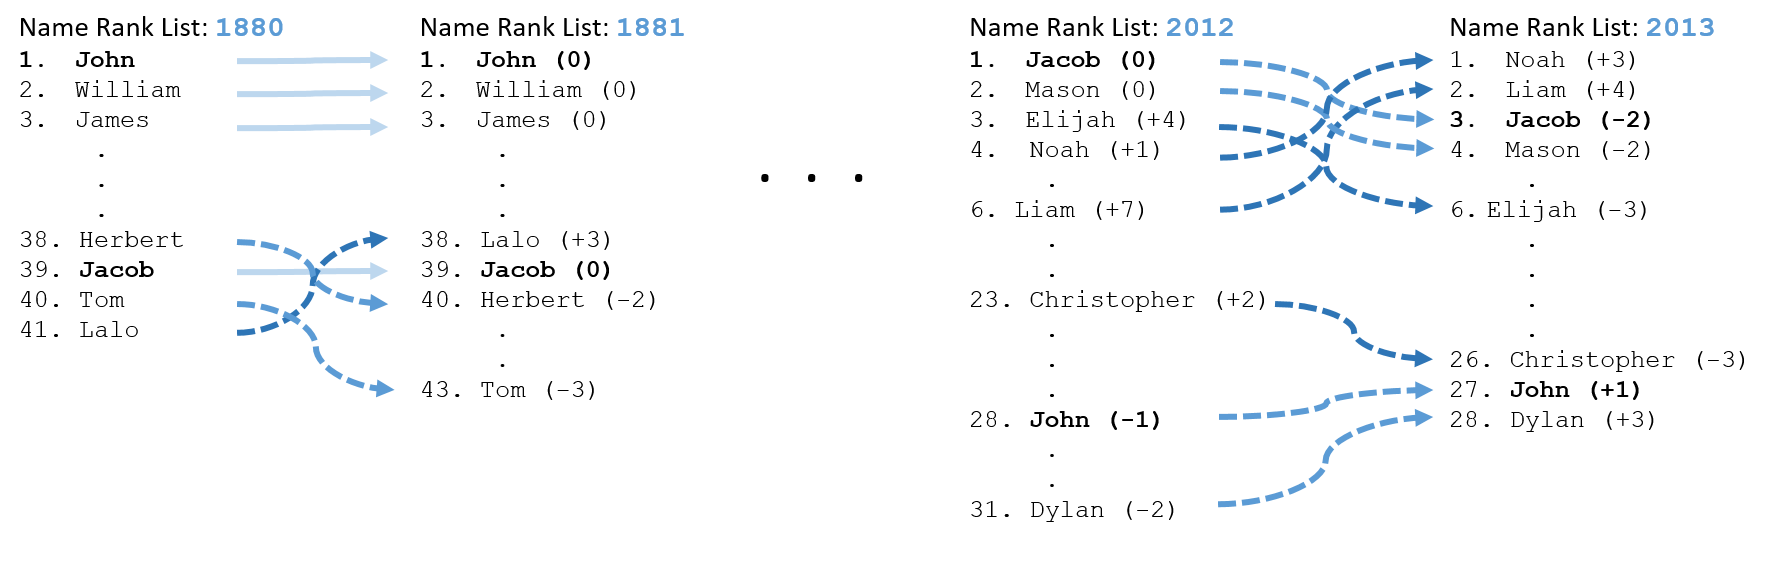 Name Rank List: 1880
1. John
2. William
3. James
.
.
.
38. Herbert
39. Jacob
40. Tom
41. Lalo
Name Rank List: 1881
1. John (0)
2. William (0)
3. James (0)
.
.
.
38. Lalo (+3)
39. Jacob (0)
40. Herbert (-2)
.
.
43. Tom (-3)
. . .
Name Rank List: 2012
1. Jacob (0)
2. Mason (0)
3. Elijah (+4)
4. Noah (+1)
.
6. Liam (+7)
.
.
23. Christopher (+2)
.
.
.
28. John (-1)
.
.
31. Dylan (-2)
Name Rank List: 2013
1. Noah (+3)
2. Liam (+4)
3. Jacob (-2)
4. Mason (-2)
.
6. Elijah (-3)
.
.
.
.
26. Christopher (-3)
27. John (+1)
28. Dylan (+3)